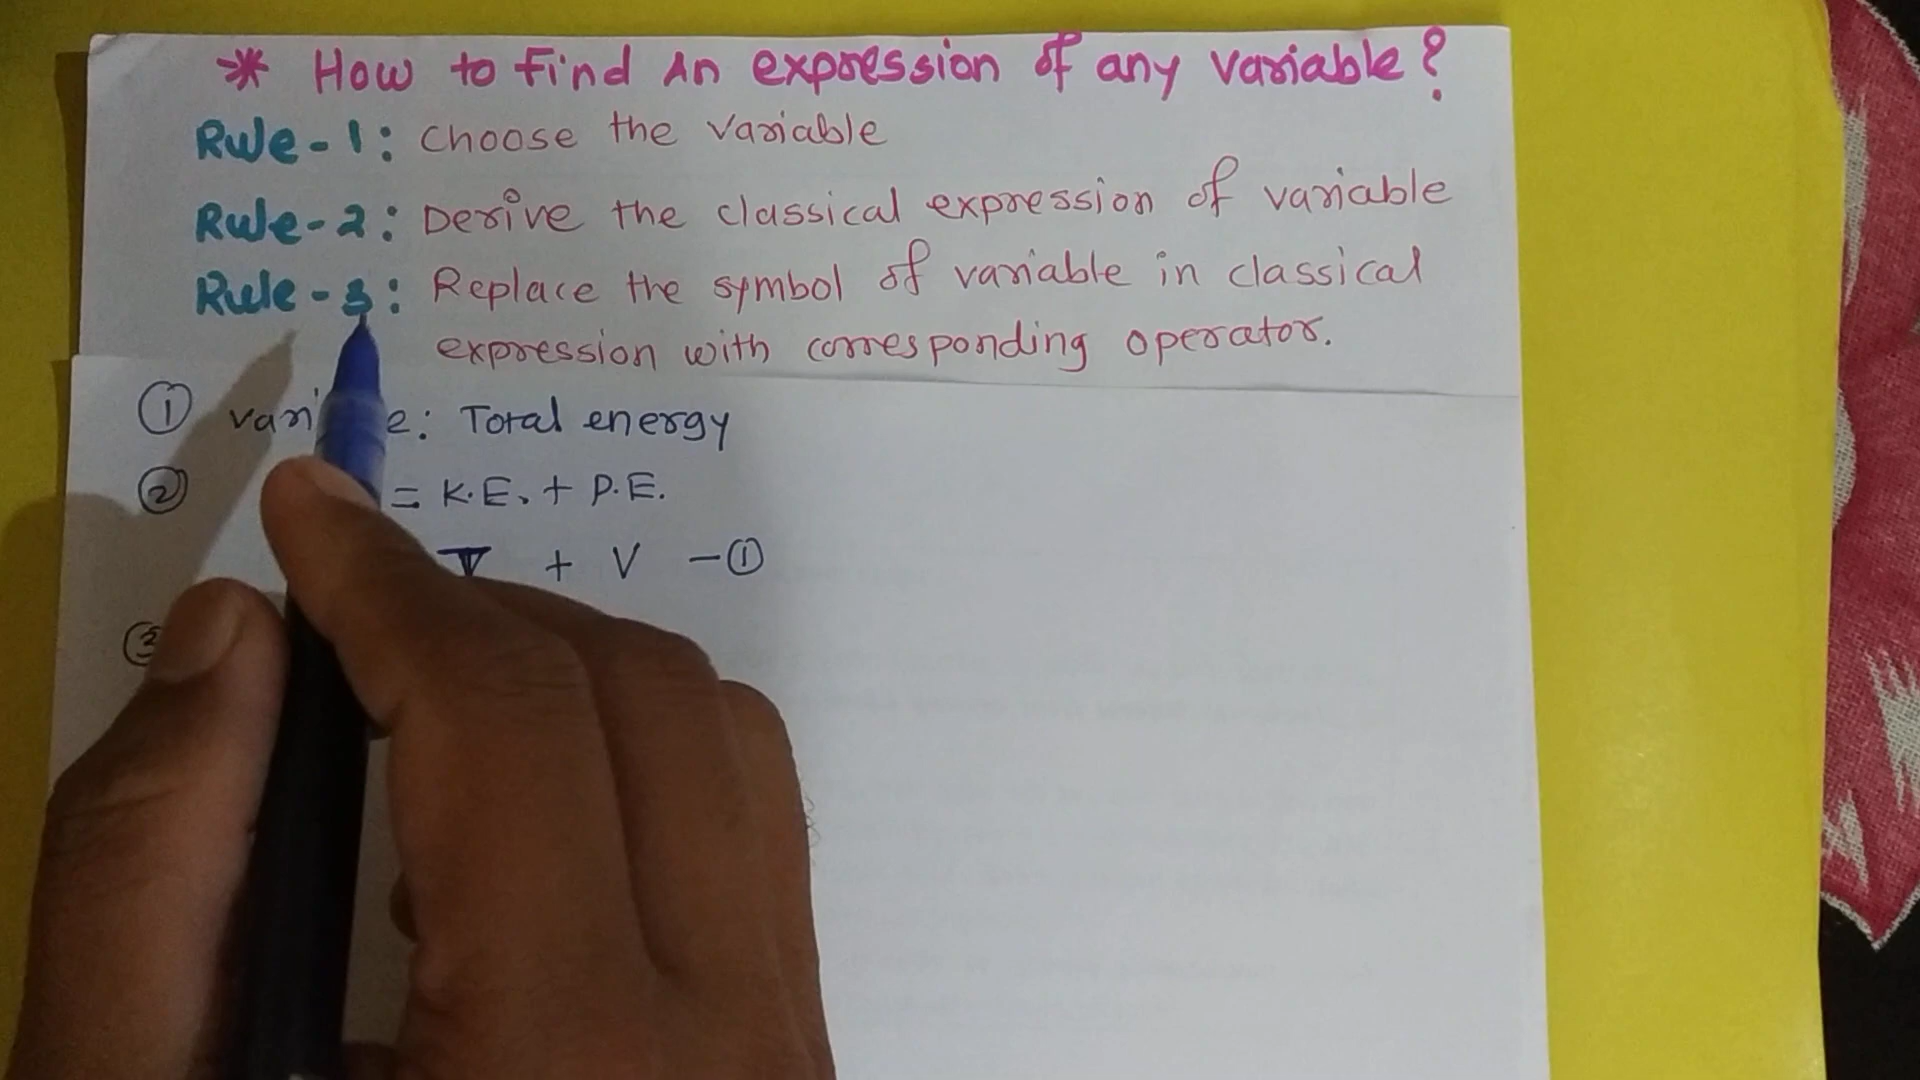 * How to Find An expression of any variable?
Rule-1: Choose the variable
Rule-2: Derive the classical expression of variable
Rule-3: Replace the symbol of variable in classical
expression with corresponding operator.
① : Total energy
② = K.E. + P.E.
+ V -①
③